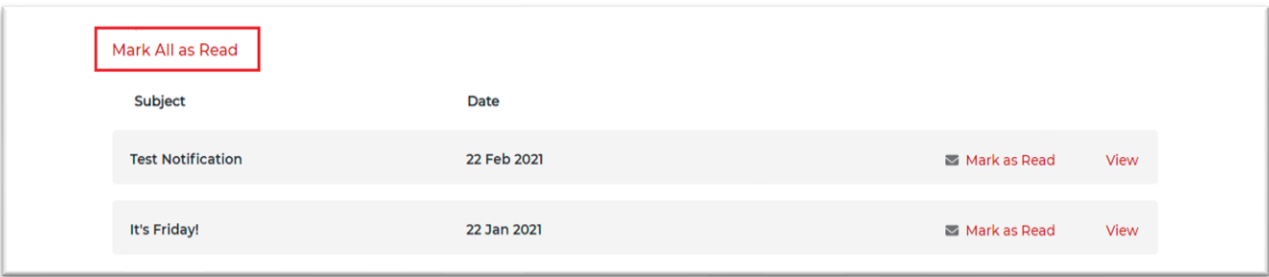 Mark All as Read
Subject Date
Test Notification 22 Feb 2021 Mark as Read View
It's Friday! 22 Jan 2021 Mark as Read View